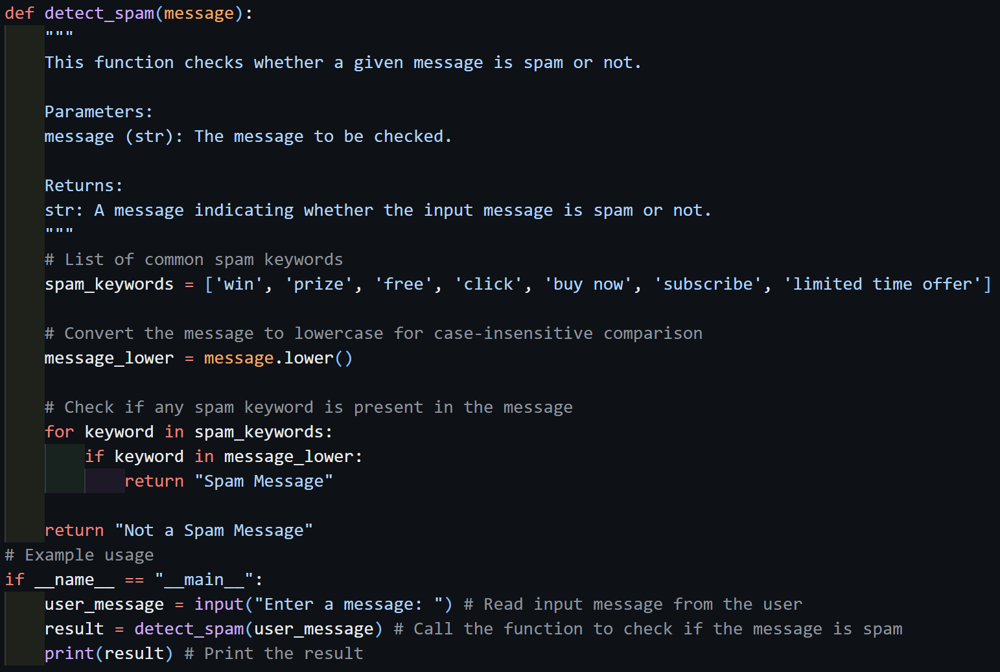 def detect_spam(message):
    """
    This function checks whether a given message is spam or not.

    Parameters:
    message (str): The message to be checked.

    Returns:
    str: A message indicating whether the input message is spam or not.
    """
    # List of common spam keywords
    spam_keywords = ['win', 'prize', 'free', 'click', 'buy now', 'subscribe', 'limited time offer']

    # Convert the message to lowercase for case-insensitive comparison
    message_lower = message.lower()

    # Check if any spam keyword is present in the message
    for keyword in spam_keywords:
        if keyword in message_lower:
            return "Spam Message"

    return "Not a Spam Message"
# Example usage
if __name__ == "__main__":
    user_message = input("Enter a message: ") # Read input message from the user
    result = detect_spam(user_message) # Call the function to check if the message is spam
    print(result) # Print the result